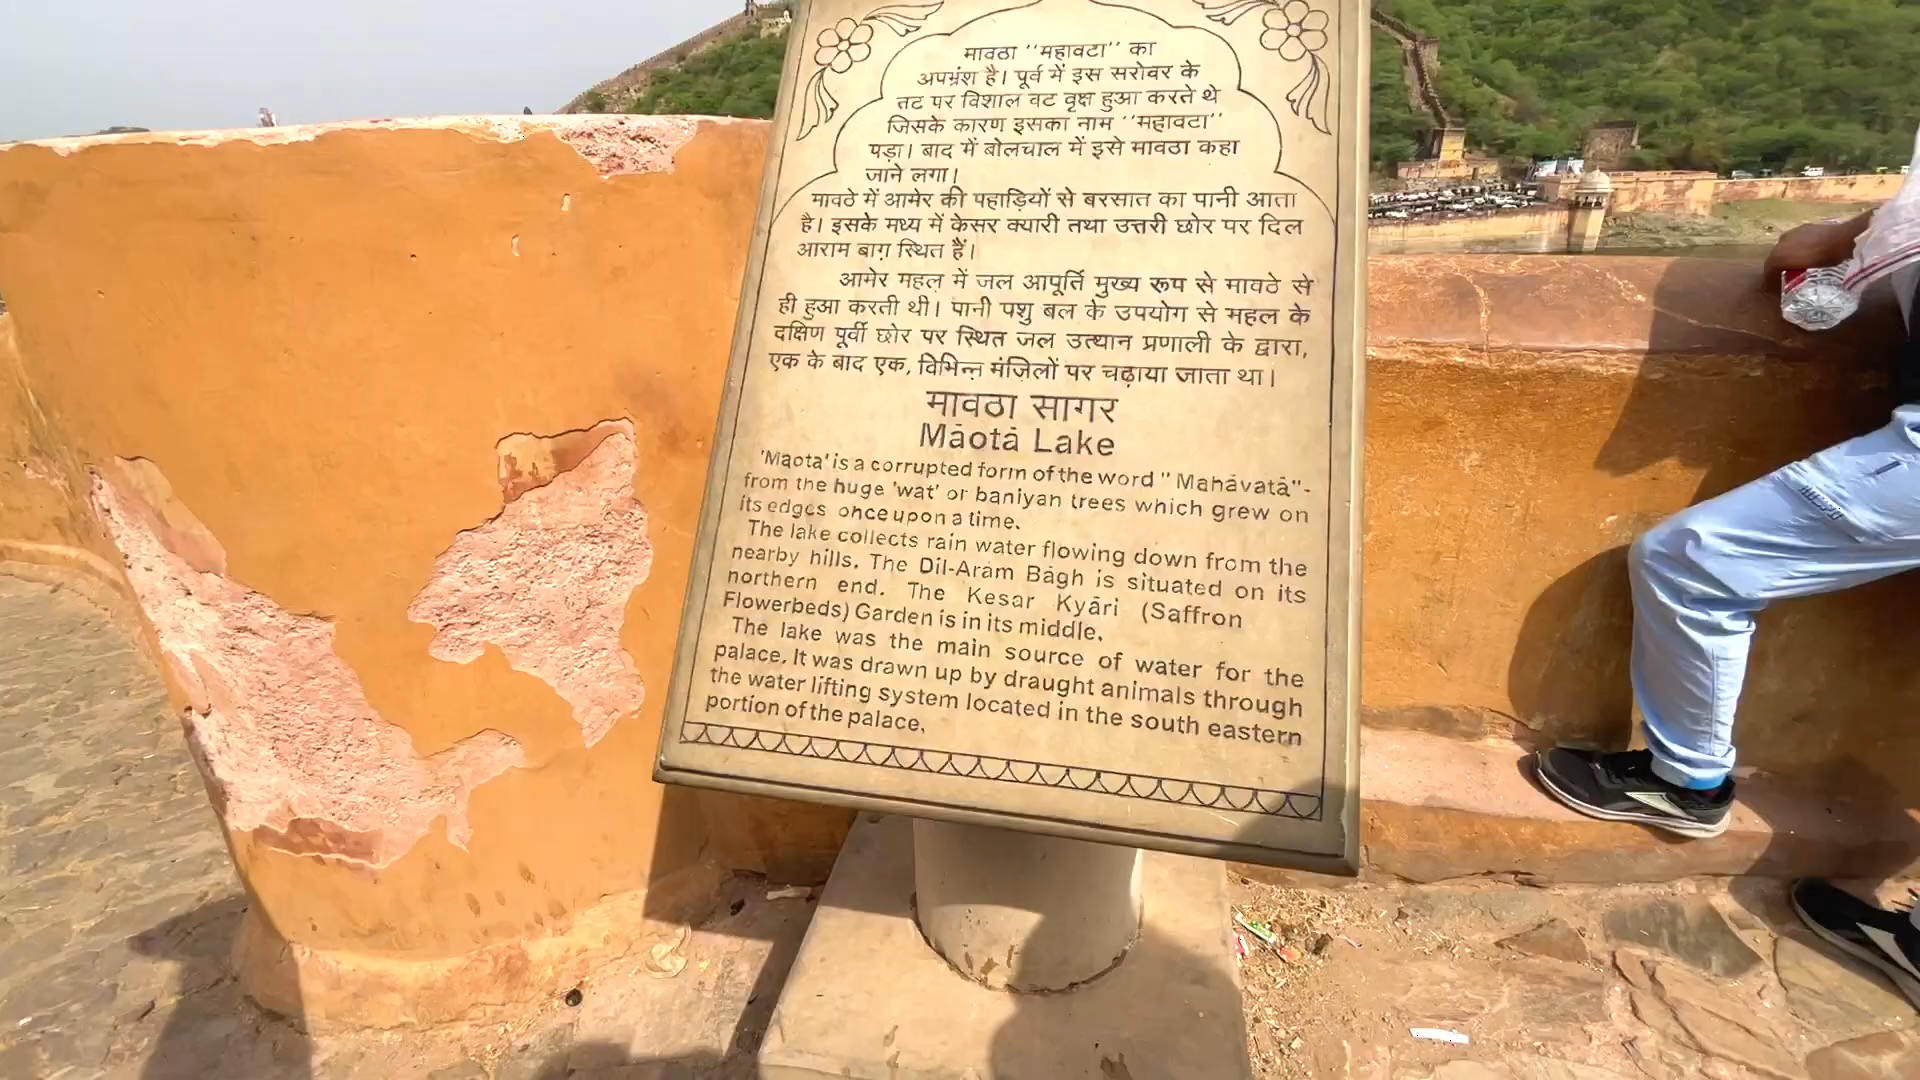 मावठा ''महावटा'' का
अपभ्रंश है। पूर्व में इस सरोवर के
तट पर विशाल वट वृक्ष हुआ करते थे
जिसके कारण इसका नाम ''महावटा''
पड़ा। बाद में बोलचाल में इसे मावठा कहा
जाने लगा।
मावठे में आमेर की पहाड़ियों से बरसात का पानी आता
है। इसके मध्य में केसर क्यारी तथा उत्तरी छोर पर दिल
आराम बाग़ स्थित हैं।
आमेर महल में जल आपूर्ति मुख्य रूप से मावठे से
ही हुआ करती थी। पानी पशु बल के उपयोग से महल के
दक्षिण पूर्वी छोर पर स्थित जल उत्थान प्रणाली के द्वारा,
एक के बाद एक, विभिन्न मंज़िलों पर चढ़ाया जाता था।
मावठा सागर
Māotā Lake
'Maota' is a corrupted form of the word " Mahāvatā"-
from the huge 'wat' or baniyan trees which grew on
its edges once upon a time.
The lake collects rain water flowing down from the
nearby hills. The Dil-Arām Bāgh is situated on its
northern end. The Kesar Kyāri (Saffron
Flowerbeds) Garden is in its middle.
The lake was the main source of water for the
palace. It was drawn up by draught animals through
the water lifting system located in the south eastern
portion of the palace.